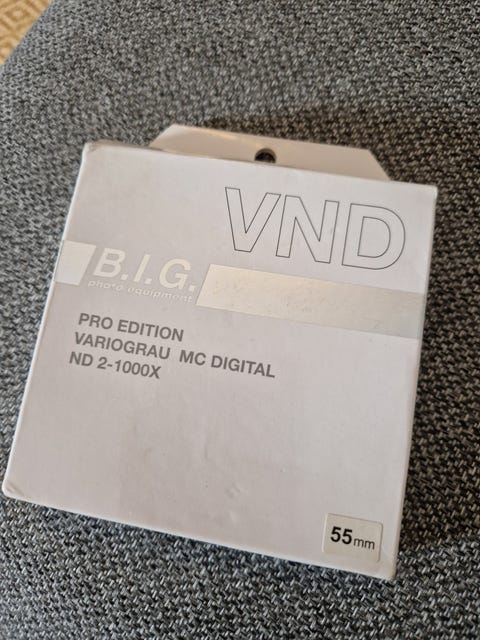 VND
B.I.G.
photo equipment
PRO EDITION
VARIOGRAU MC DIGITAL
ND 2-1000X
55mm